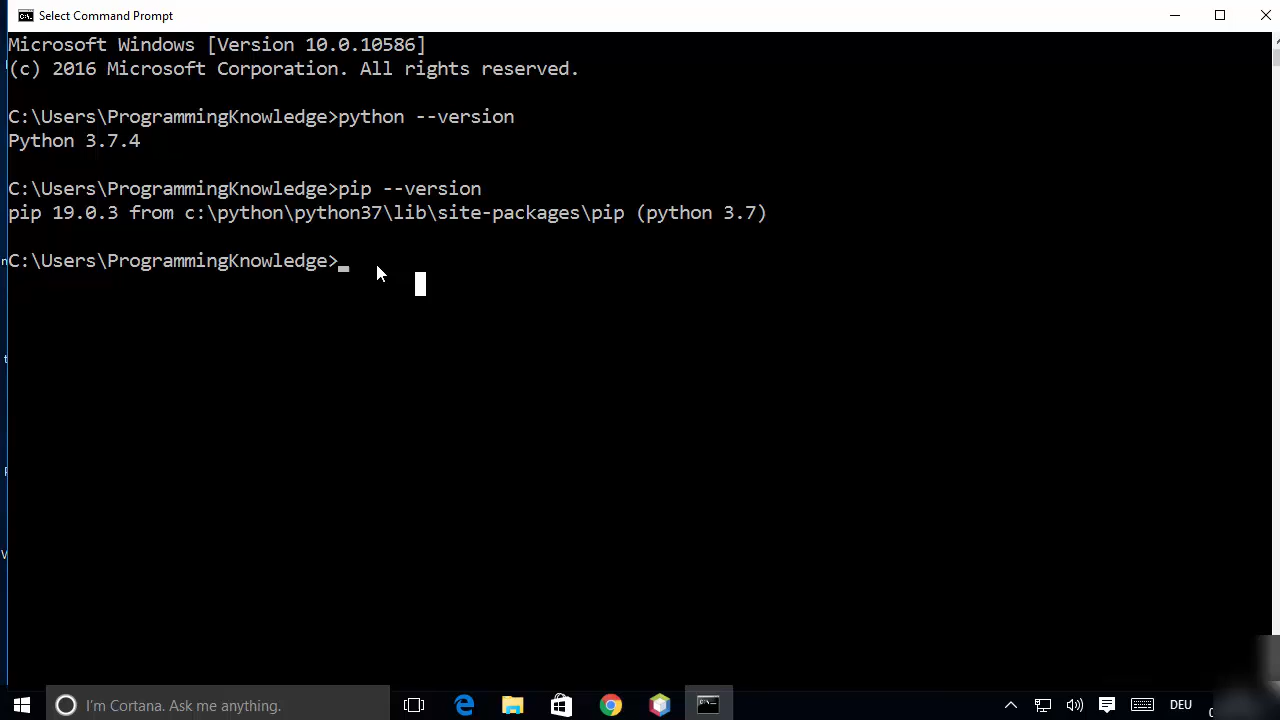 Select Command Prompt
Microsoft Windows [Version 10.0.10586]
(c) 2016 Microsoft Corporation. All rights reserved.
C:\Users\ProgrammingKnowledge>python --version
Python 3.7.4
C:\Users\ProgrammingKnowledge>pip --version
pip 19.0.3 from c:\python\python37\lib\site-packages\pip (python 3.7)
C:\Users\ProgrammingKnowledge>
I'm Cortana. Ask me anything.
DEU